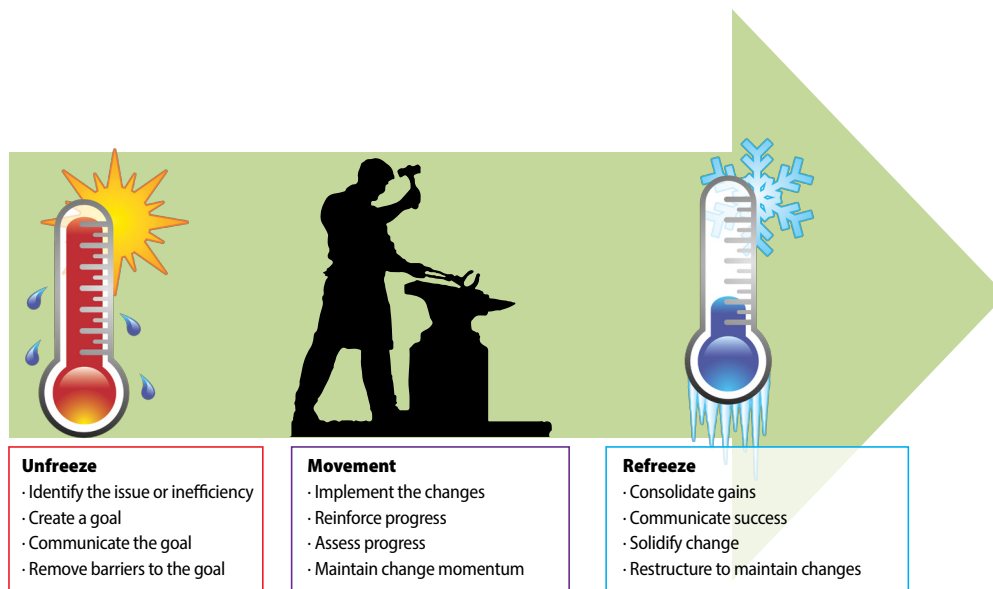 Unfreeze
· Identify the issue or inefficiency
· Create a goal
· Communicate the goal
· Remove barriers to the goal
Movement
· Implement the changes
· Reinforce progress
· Assess progress
· Maintain change momentum
Refreeze
· Consolidate gains
· Communicate success
· Solidify change
· Restructure to maintain changes